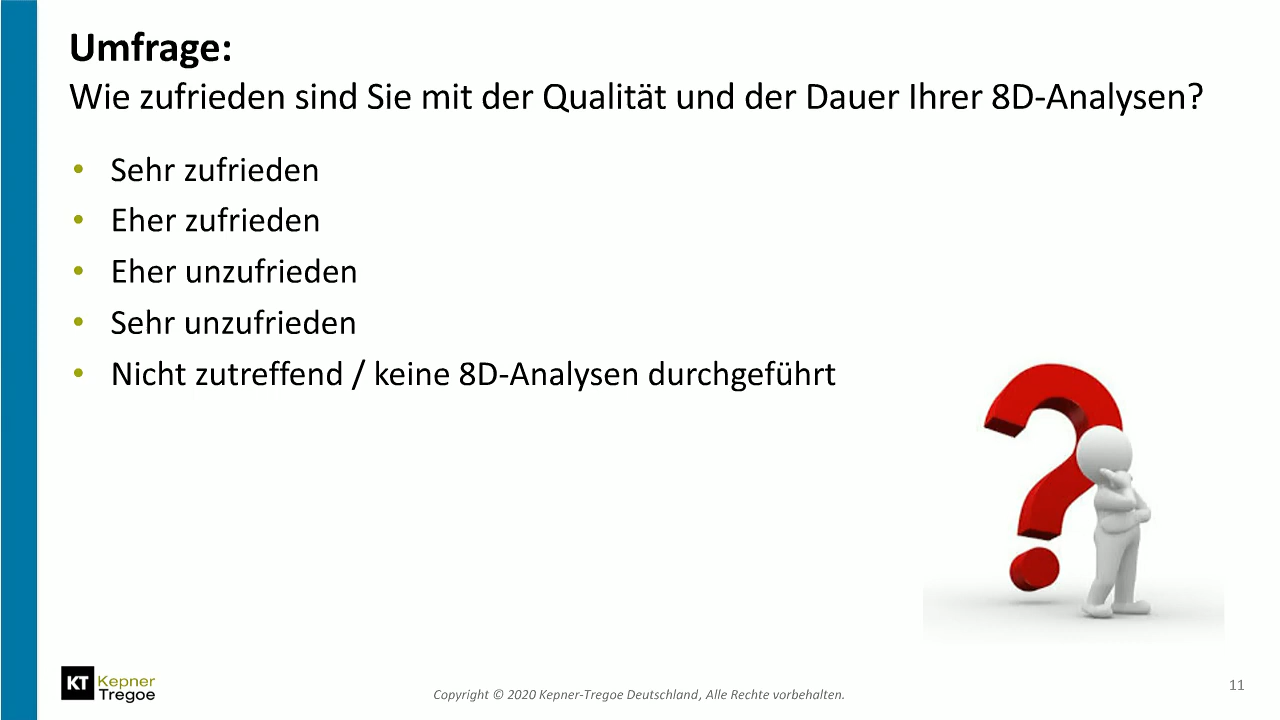 Umfrage:
Wie zufrieden sind Sie mit der Qualität und der Dauer Ihrer 8D-Analysen?
• Sehr zufrieden
• Eher zufrieden
• Eher unzufrieden
• Sehr unzufrieden
• Nicht zutreffend / keine 8D-Analysen durchgeführt
KT Kepner
Tregoe
Copyright © 2020 Kepner-Tregoe Deutschland, Alle Rechte vorbehalten.
11